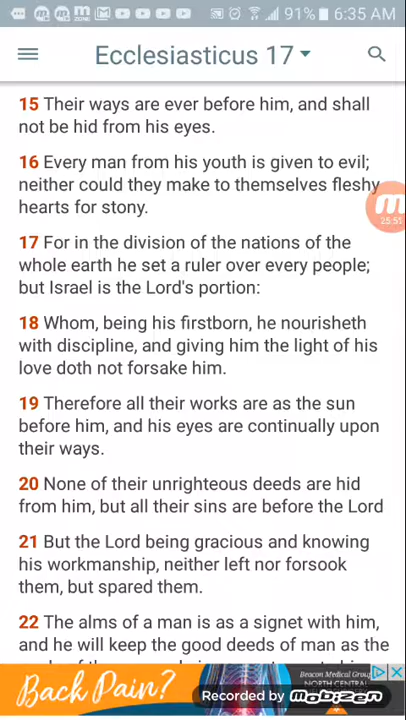 91% 6:35 AM
Ecclesiasticus 17
15 Their ways are ever before him, and shall
not be hid from his eyes.
16 Every man from his youth is given to evil;
neither could they make to themselves fleshy
hearts for stony.
25:51
17 For in the division of the nations of the
whole earth he set a ruler over every people;
but Israel is the Lord's portion:
18 Whom, being his firstborn, he nourisheth
with discipline, and giving him the light of his
love doth not forsake him.
19 Therefore all their works are as the sun
before him, and his eyes are continually upon
their ways.
20 None of their unrighteous deeds are hid
from him, but all their sins are before the Lord
21 But the Lord being gracious and knowing
his workmanship, neither left nor forsook
them, but spared them.
22 The alms of a man is as a signet with him,
and he will keep the good deeds of man as the
Back Pain?
Beacon Medical Group
NORTH CENTRAL
Recorded by mobizen